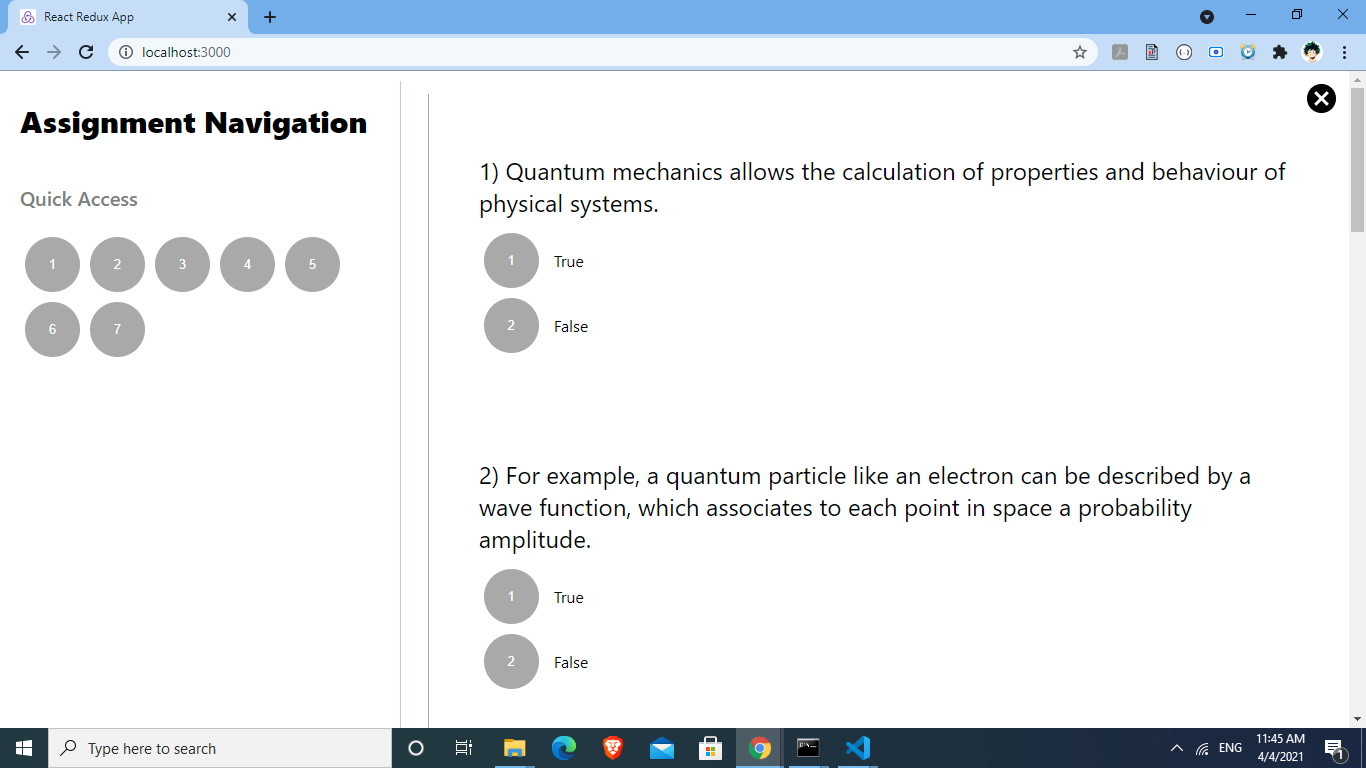 React Redux App
localhost:3000
Assignment Navigation
Quick Access
1 2 3 4 5
6 7
1) Quantum mechanics allows the calculation of properties and behaviour of
physical systems.
1 True
2 False
2) For example, a quantum particle like an electron can be described by a
wave function, which associates to each point in space a probability
amplitude.
1 True
2 False
Type here to search
ENG
11:45 AM
4/4/2021
1